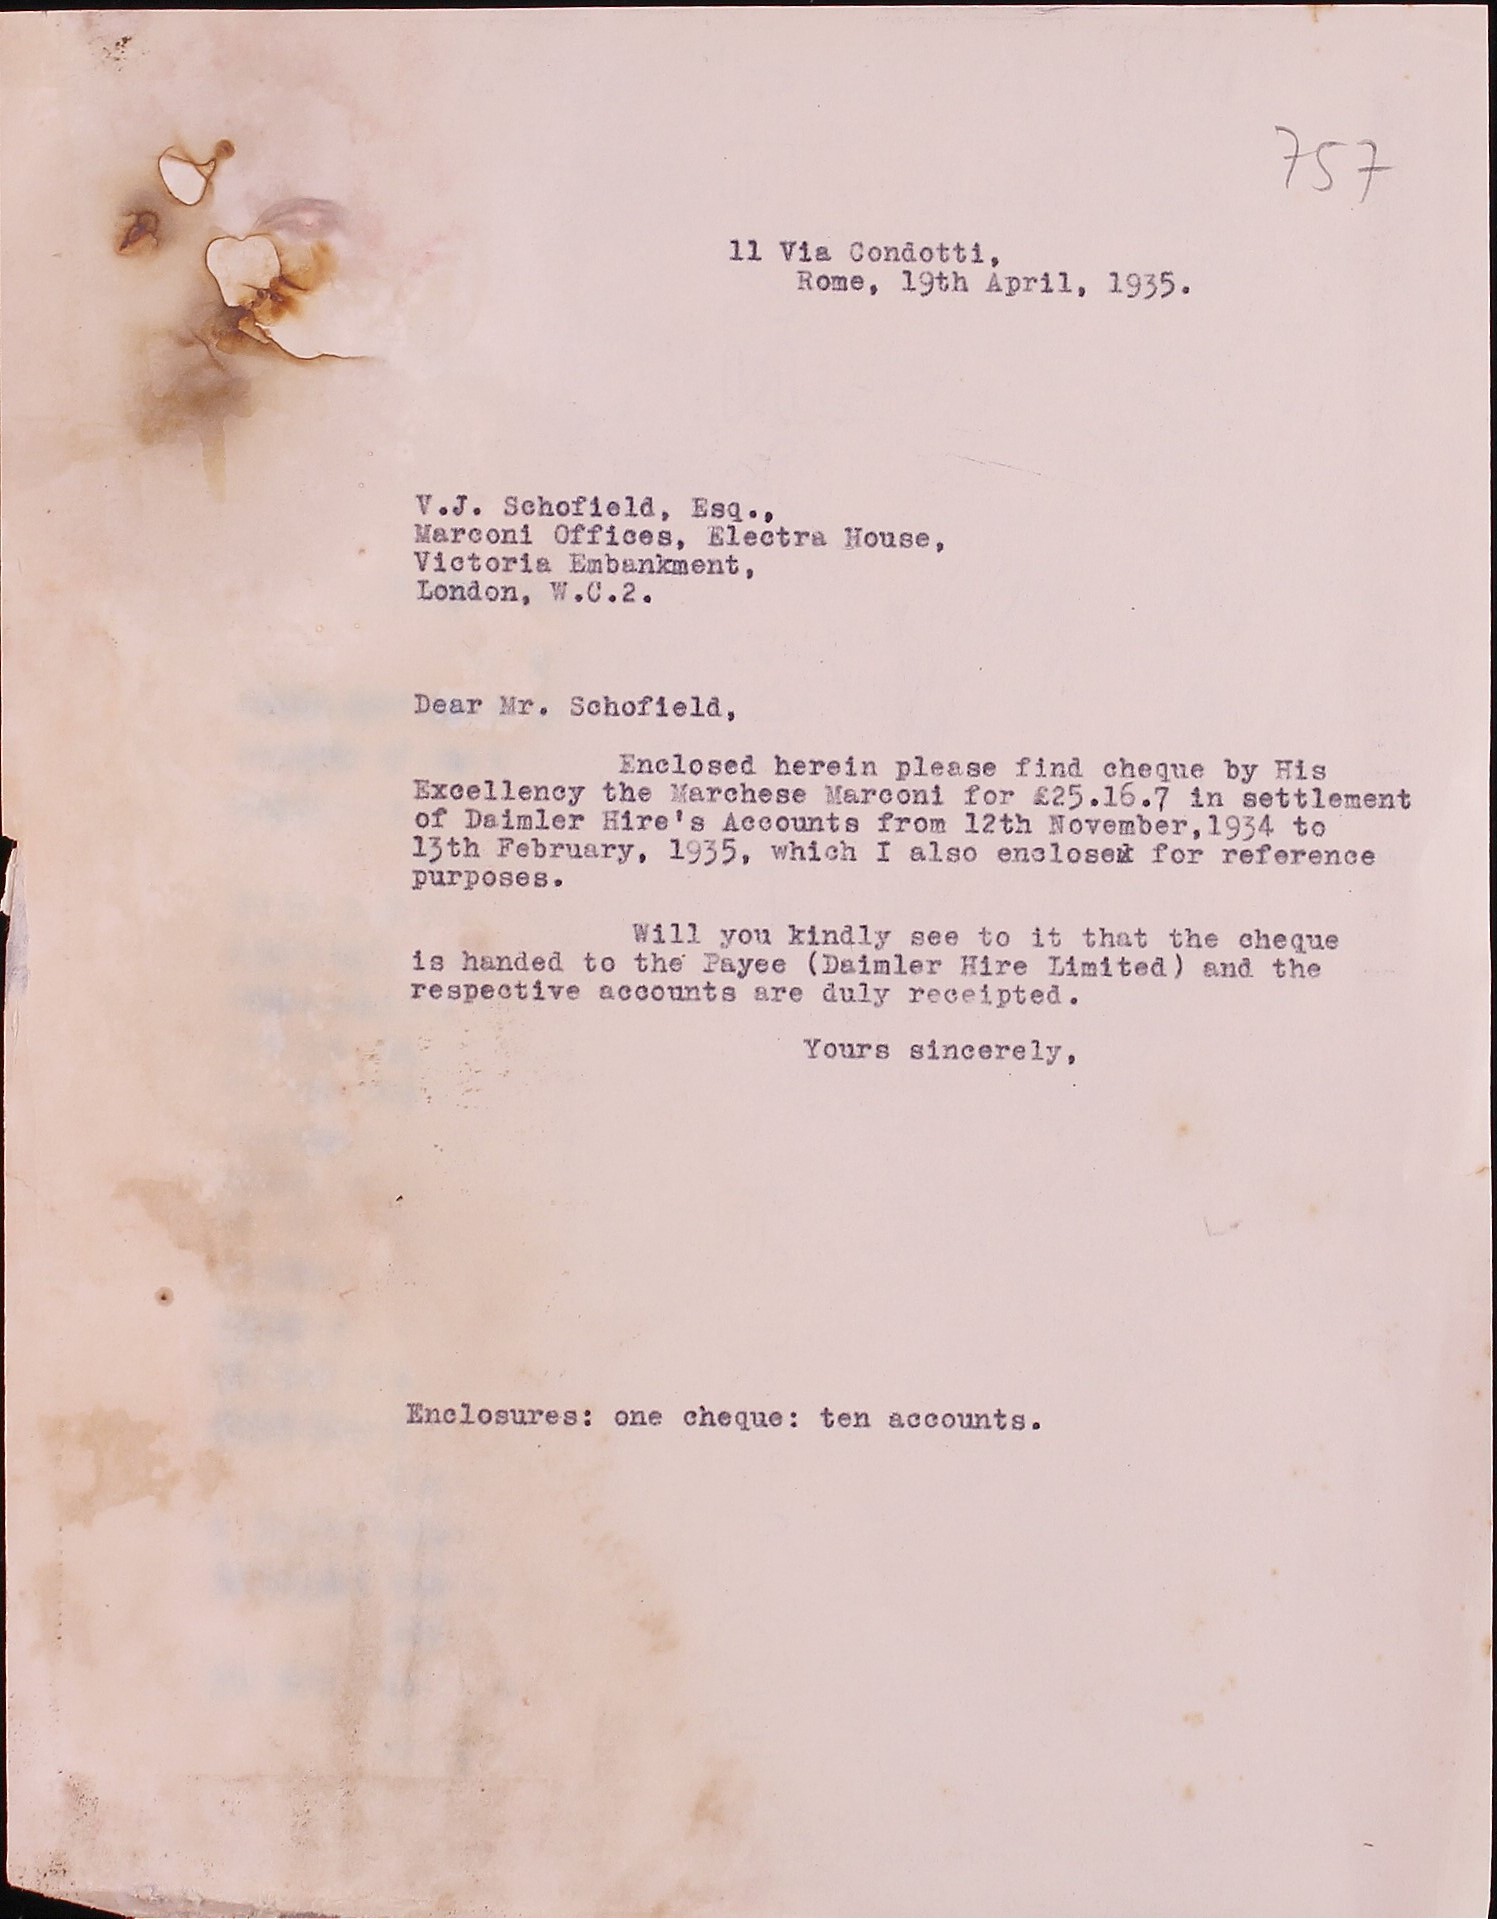 757
11 Via Condotti,
Rome, 19th April, 1935.
V.J. Schofield, Esq.,
Marconi Offices, Electra House,
Victoria Embankment,
London, W.C.2.
Dear Mr. Schofield,
Enclosed herein please find cheque by His
Excellency the Marchese Marconi for £25.16.7 in settlement
of Daimler Hire's Accounts from 12th November,1934 to
13th February, 1935, which I also enclose for reference
purposes.
Will you kindly see to it that the cheque
is handed to the Payee (Daimler Hire Limited) and the
respective accounts are duly receipted.
Yours sincerely,
Enclosures: one cheque: ten accounts.